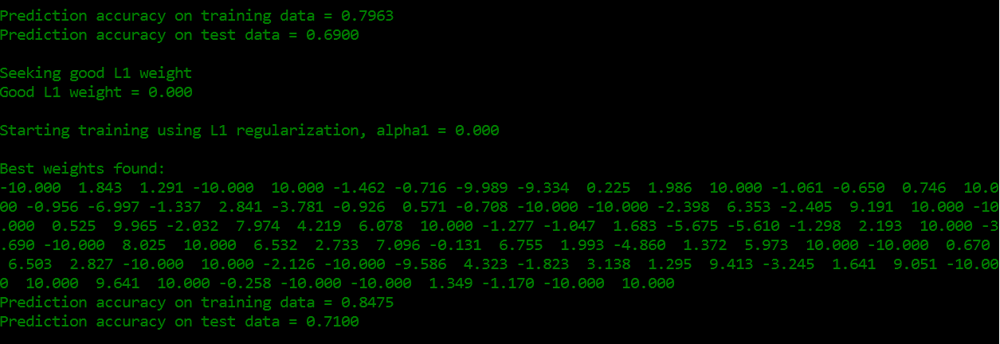 Prediction accuracy on training data = 0.7963
Prediction accuracy on test data = 0.6900
Seeking good L1 weight
Good L1 weight = 0.000
Starting training using L1 regularization, alpha1 = 0.000
Best weights found:
-10.000  1.843  1.291 -10.000  10.000 -1.462 -0.716 -9.989 -9.334  0.225  1.986  10.000 -1.061 -0.650  0.746  10.0
00 -0.956 -6.997 -1.337  2.841 -3.781 -0.926  0.571 -0.708 -10.000 -10.000 -2.398  6.353 -2.405  9.191  10.000 -10
.000  0.525  9.965 -2.032  7.974  4.219  6.078  10.000 -1.277 -1.047  1.683 -5.675 -5.610 -1.298  2.193  10.000 -3
.690 -10.000  8.025  10.000  6.532  2.733  7.096 -0.131  6.755  1.993 -4.860  1.372  5.973  10.000 -10.000  0.670
 6.503  2.827 -10.000  10.000 -2.126 -10.000 -9.586  4.323 -1.823  3.138  1.295  9.413 -3.245  1.641  9.051 -10.00
0  10.000  9.641  10.000 -0.258 -10.000 -10.000  1.349 -1.170 -10.000  10.000
Prediction accuracy on training data = 0.8475
Prediction accuracy on test data = 0.7100